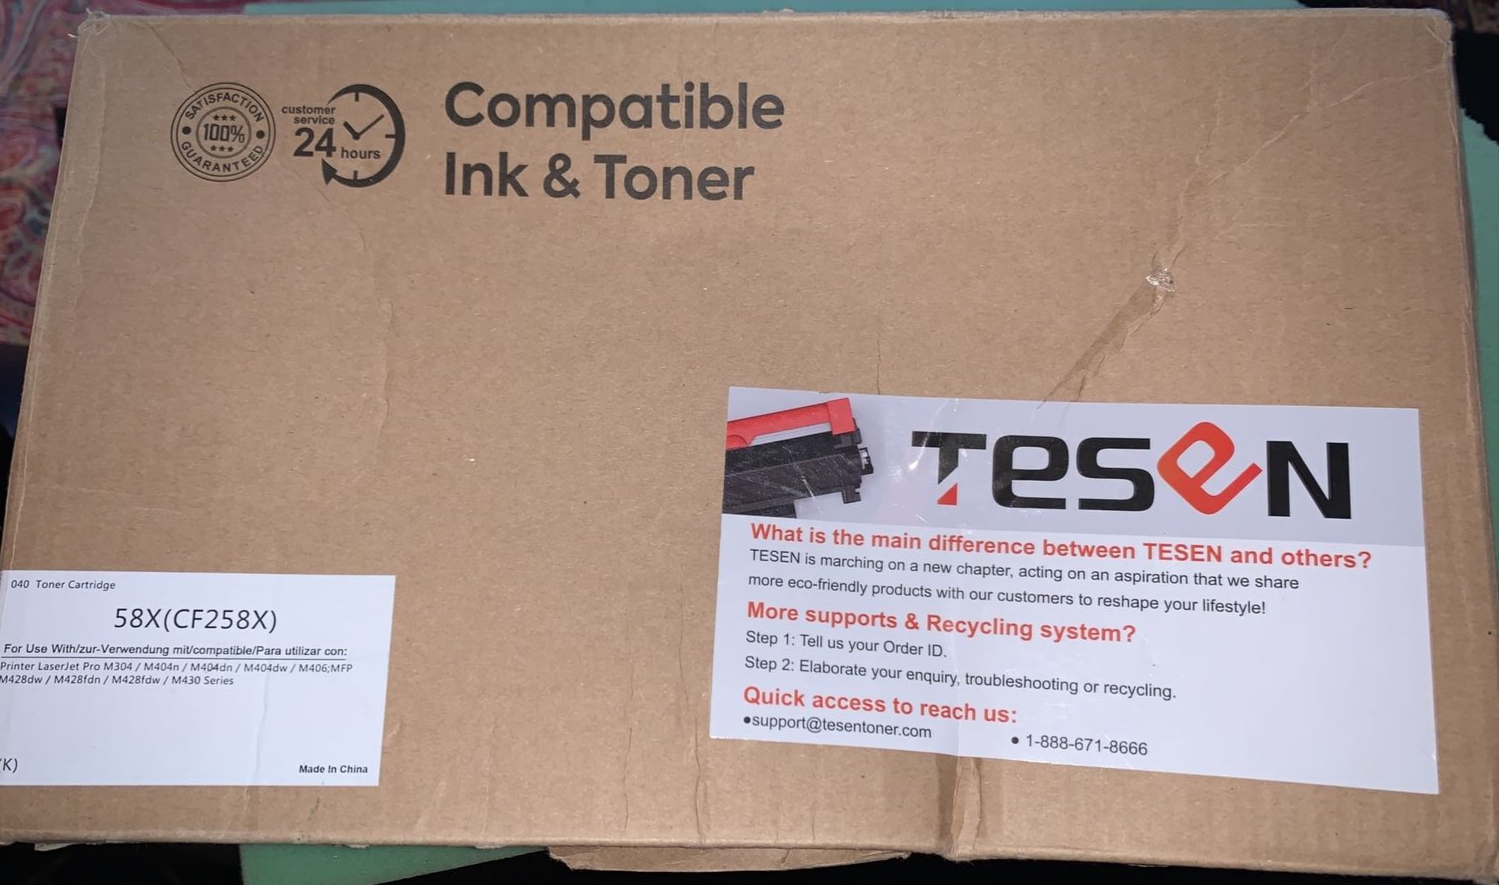 SATISFACTION
100%
GUARANTEED
customer
service
24 hours
Compatible
Ink & Toner
TESEN
What is the main difference between TESEN and others?
TESEN is marching on a new chapter, acting on an aspiration that we share
more eco-friendly products with our customers to reshape your lifestyle!
More supports & Recycling system?
Step 1: Tell us your Order ID.
Step 2: Elaborate your enquiry, troubleshooting or recycling.
Quick access to reach us:
•support@tesentoner.com
• 1-888-671-8666
040 Toner Cartridge
58X(CF258X)
For Use With/zur-Verwendung mit/compatible/Para utilizar con:
Printer LaserJet Pro M304 / M404n / M404dn / M404dw / M406;MFP
M428dw / M428fdn / M428fdw / M430 Series
K)
Made In China